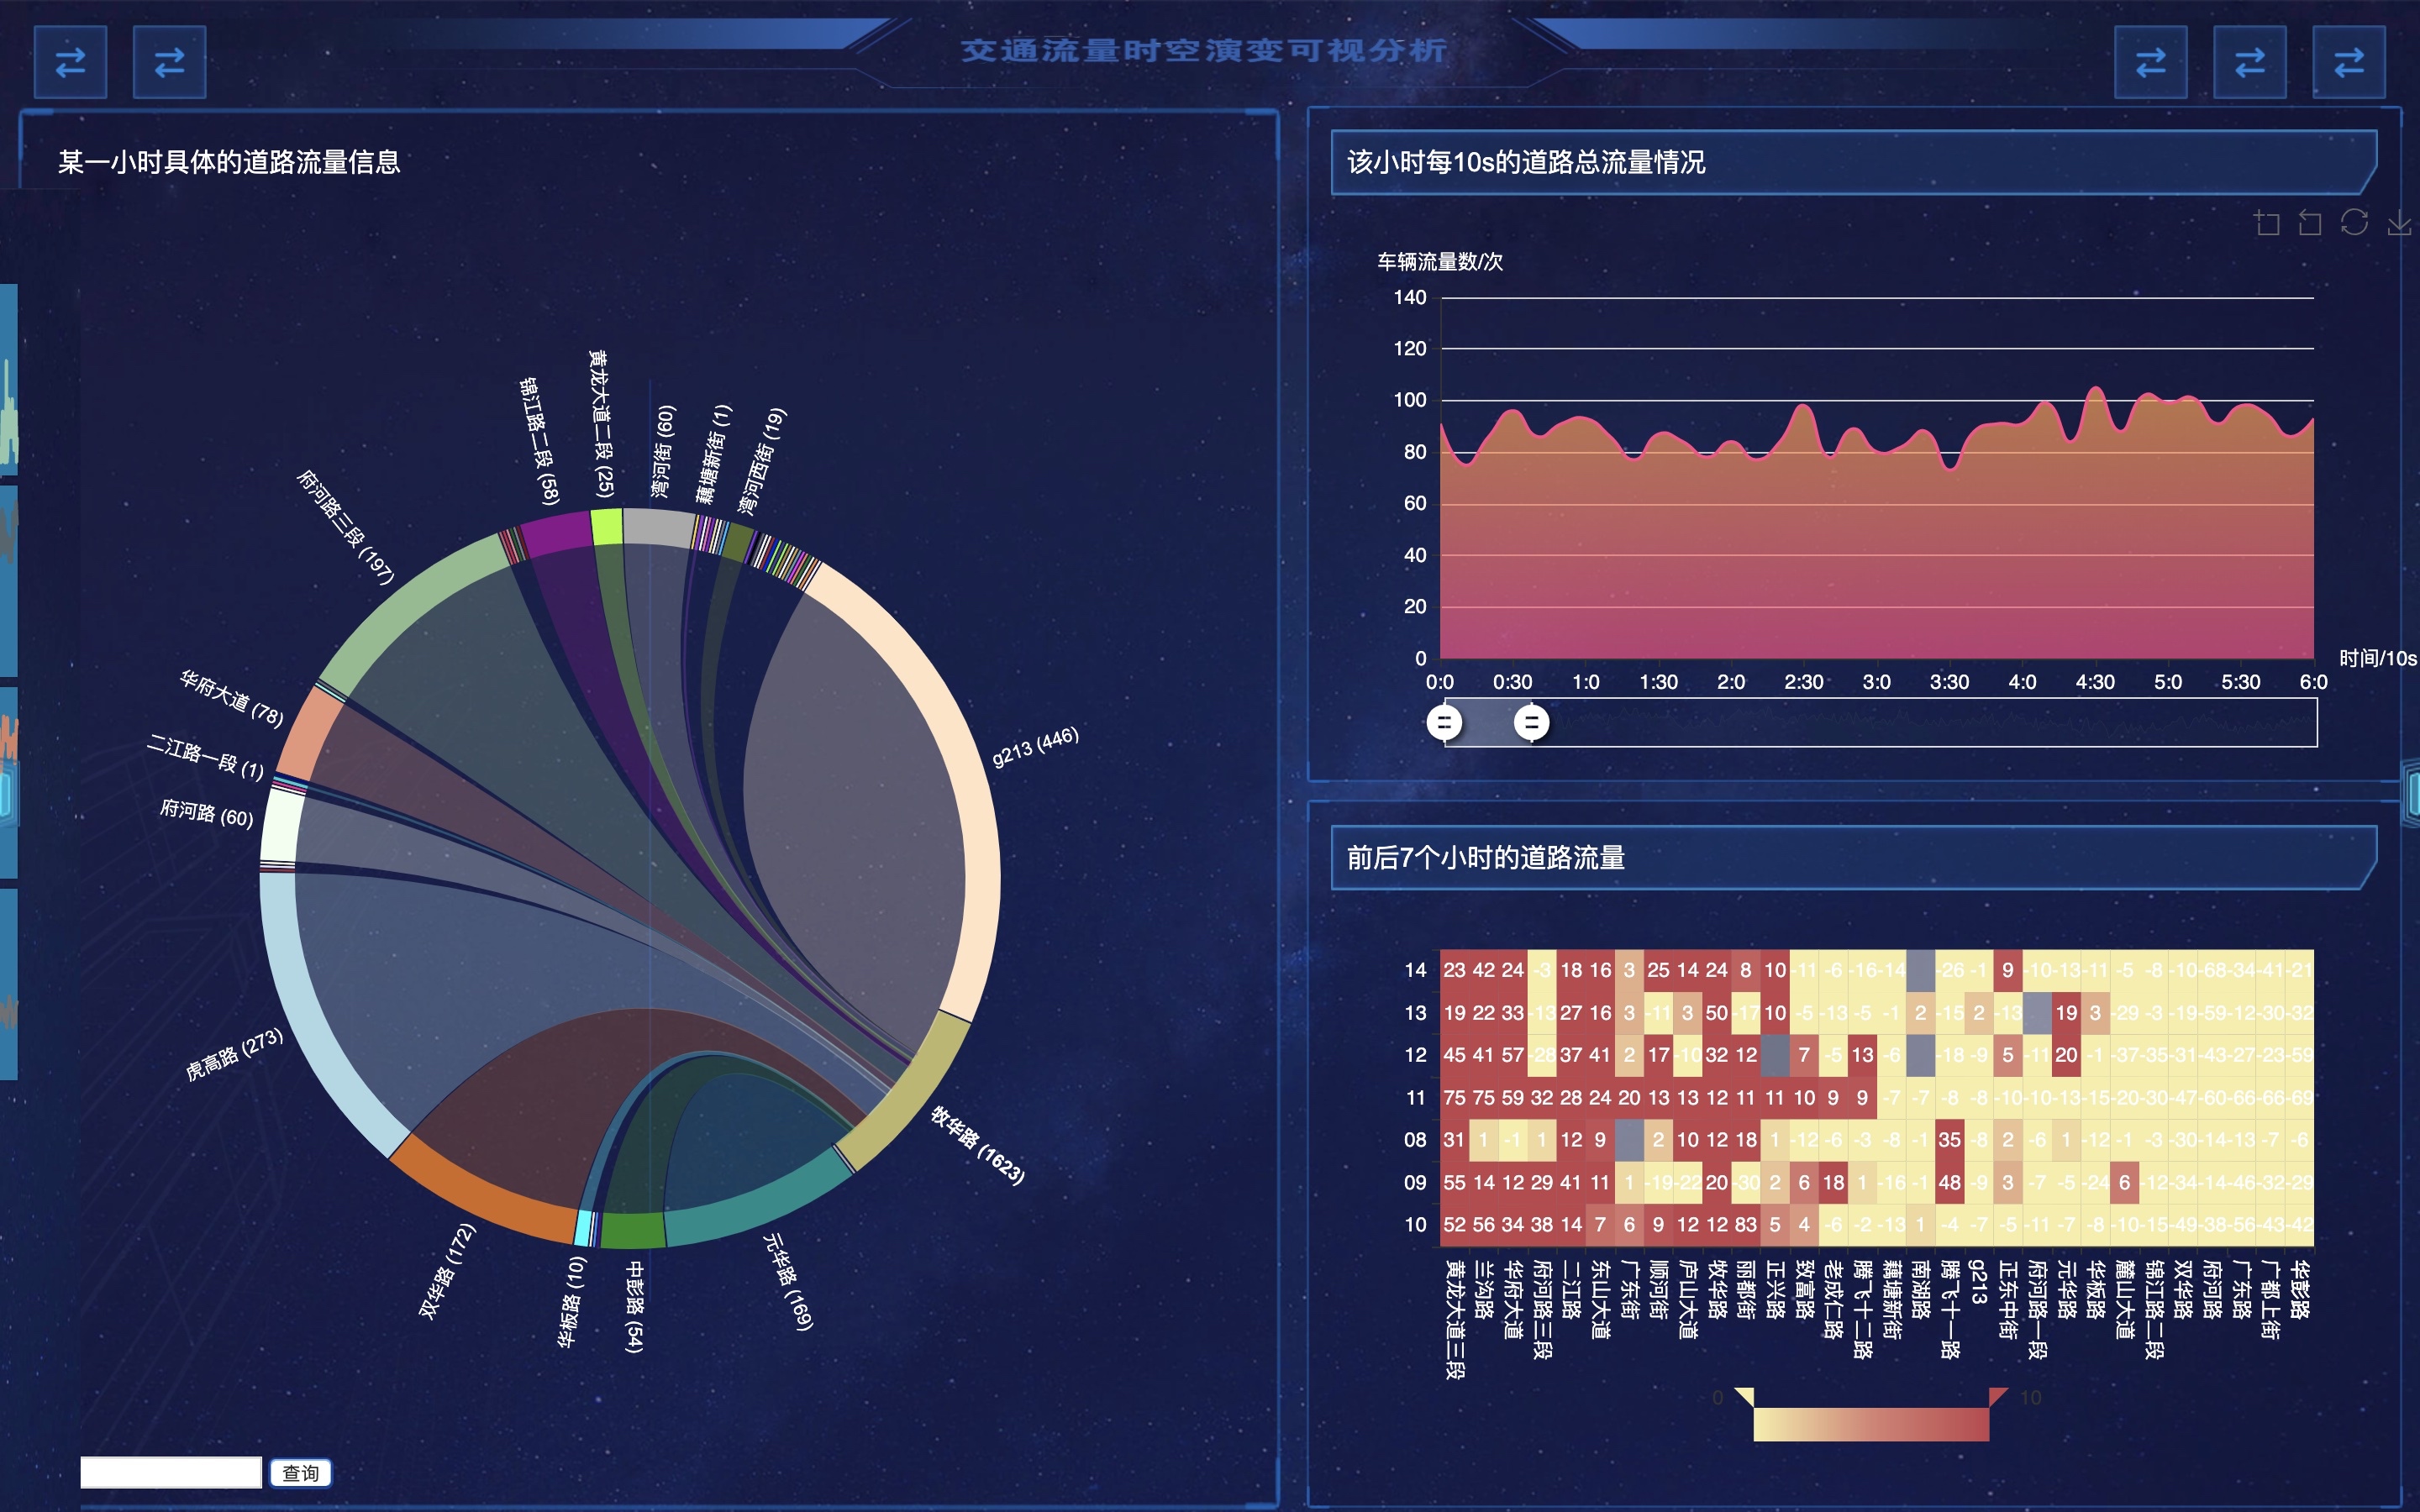 交通流量时空演变可视分析
某一小时具体的道路流量信息
黄龙大道二段 (25)
锦江路二段 (58)
湾河街 (60)
藕塘新街 (1)
湾河西街 (19)
府河路三段 (197)
华府大道 (78)
二江路一段 (1)
府河路 (60)
g213 (446)
虎高路 (273)
牧华路 (1623)
双华路 (172)
华板路 (10)
中彭路 (54)
元华路 (169)
查询
该小时每10s的道路总流量情况
车辆流量数/次
140
120
100
80
60
40
20
0
时间/10s
0:0 0:30 1:0 1:30 2:0 2:30 3:0 3:30 4:0 4:30 5:0 5:30 6:0
前后7个小时的道路流量
14 23 42 24 -3 18 16 3 25 14 24 8 10 -11 -6 -16 -14 -26 -1 9 -10 -13 -11 -5 -8 -10 -68 -34 -41 -21
13 19 22 33 -13 27 16 3 -11 3 50 -17 10 -5 -13 -5 -1 2 -15 2 -13 19 3 -29 -3 -19 -59 -12 -30 -32
12 45 41 57 -28 37 41 2 17 -10 32 12 7 -5 13 -6 -18 -9 5 -11 20 -1 -37 -35 -31 -43 -27 -23 -59
11 75 75 59 32 28 24 20 13 13 12 11 11 10 9 9 -7 -7 -8 -8 -10 -10 -13 -15 -20 -30 -47 -60 -66 -66 -69
08 31 1 -1 1 12 9 2 10 12 18 1 -12 -6 -3 -8 -1 35 -8 2 -6 1 -12 -1 -3 -30 -14 -13 -7 -6
09 55 14 12 29 41 11 1 -19 -22 20 -30 2 6 18 1 -16 -1 48 -9 3 -7 -5 -24 6 -12 -34 -14 -46 -32 -29
10 52 56 34 38 14 7 6 9 12 12 83 5 4 -6 -2 -13 1 -4 -7 -5 -11 -7 -8 -10 -15 -49 -38 -56 -43 -42
黄龙大道三段
兰沟路
华府大道
府河路三段
二江路
东山大道
广东街
顺河街
庐山大道
牧华路
丽都街
正兴路
致富路
老成仁路
腾飞十二路
藕塘新街
南湖路
腾飞十一路
g213
正东中街
府河路一段
元华路
华板路
麓山大道
锦江路二段
双华路
府河路
广东路
广都上街
华彭路
0
10